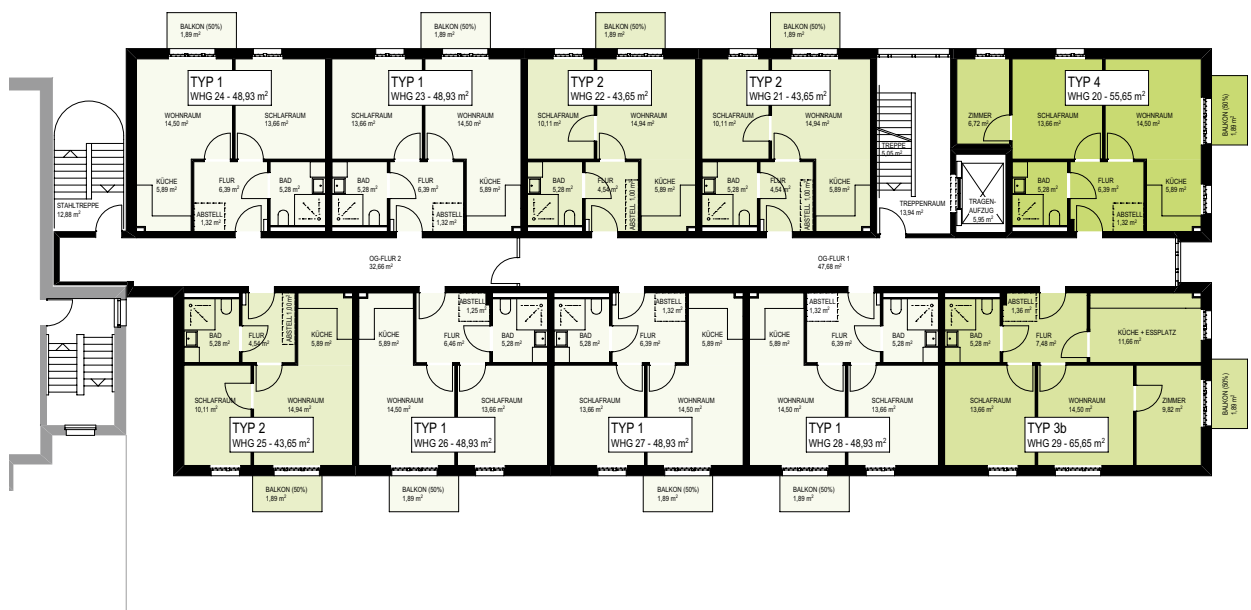 BALKON (50%)
1,89 m²
BALKON (50%)
1,89 m²
BALKON (50%)
1,89 m²
BALKON (50%)
1,89 m²
TYP 1
WHG 24 - 48,93 m²
WOHNRAUM
14,50 m²
SCHLAFRAUM
13,66 m²
KÜCHE
5,89 m²
FLUR
6,39 m²
BAD
5,28 m²
ABSTELL
1,32 m²
TYP 1
WHG 23 - 48,93 m²
SCHLAFRAUM
13,66 m²
WOHNRAUM
14,50 m²
BAD
5,28 m²
FLUR
6,39 m²
KÜCHE
5,89 m²
ABSTELL
1,32 m²
TYP 2
WHG 22 - 43,65 m²
SCHLAFRAUM
10,11 m²
WOHNRAUM
14,94 m²
BAD
5,28 m²
FLUR
4,54 m²
KÜCHE
5,89 m²
ABSTELL 1,00 m²
TYP 2
WHG 21 - 43,65 m²
SCHLAFRAUM
10,11 m²
WOHNRAUM
14,94 m²
BAD
5,28 m²
FLUR
4,54 m²
KÜCHE
5,89 m²
ABSTELL 1,00 m²
TREPPE
5,05 m²
TREPPENRAUM
13,94 m²
TRAGEN-
AUFZUG
5,95 m²
TYP 4
WHG 20 - 55,65 m²
ZIMMER
6,72 m²
SCHLAFRAUM
13,66 m²
WOHNRAUM
14,50 m²
BAD
5,28 m²
FLUR
6,39 m²
KÜCHE
5,89 m²
ABSTELL
1,32 m²
BALKON (50%)
1,89 m²
STAHLTREPPE
12,88 m²
OG-FLUR 2
32,66 m²
OG-FLUR 1
47,68 m²
BAD
5,28 m²
FLUR
4,54 m²
ABSTELL 1,00 m²
KÜCHE
5,89 m²
SCHLAFRAUM
10,11 m²
WOHNRAUM
14,94 m²
TYP 2
WHG 25 - 43,65 m²
KÜCHE
5,89 m²
FLUR
6,46 m²
ABSTELL
1,25 m²
BAD
5,28 m²
WOHNRAUM
14,50 m²
SCHLAFRAUM
13,66 m²
TYP 1
WHG 26 - 48,93 m²
BAD
5,28 m²
FLUR
6,39 m²
ABSTELL
1,32 m²
KÜCHE
5,89 m²
SCHLAFRAUM
13,66 m²
WOHNRAUM
14,50 m²
TYP 1
WHG 27 - 48,93 m²
KÜCHE
5,89 m²
ABSTELL
1,32 m²
FLUR
6,39 m²
BAD
5,28 m²
WOHNRAUM
14,50 m²
SCHLAFRAUM
13,66 m²
TYP 1
WHG 28 - 48,93 m²
BAD
5,28 m²
ABSTELL
1,36 m²
FLUR
7,48 m²
KÜCHE + ESSPLATZ
11,66 m²
SCHLAFRAUM
13,66 m²
WOHNRAUM
14,50 m²
ZIMMER
9,82 m²
TYP 3b
WHG 29 - 65,65 m²
BALKON (50%)
1,89 m²
BALKON (50%)
1,89 m²
BALKON (50%)
1,89 m²
BALKON (50%)
1,89 m²
BALKON (50%)
1,89 m²